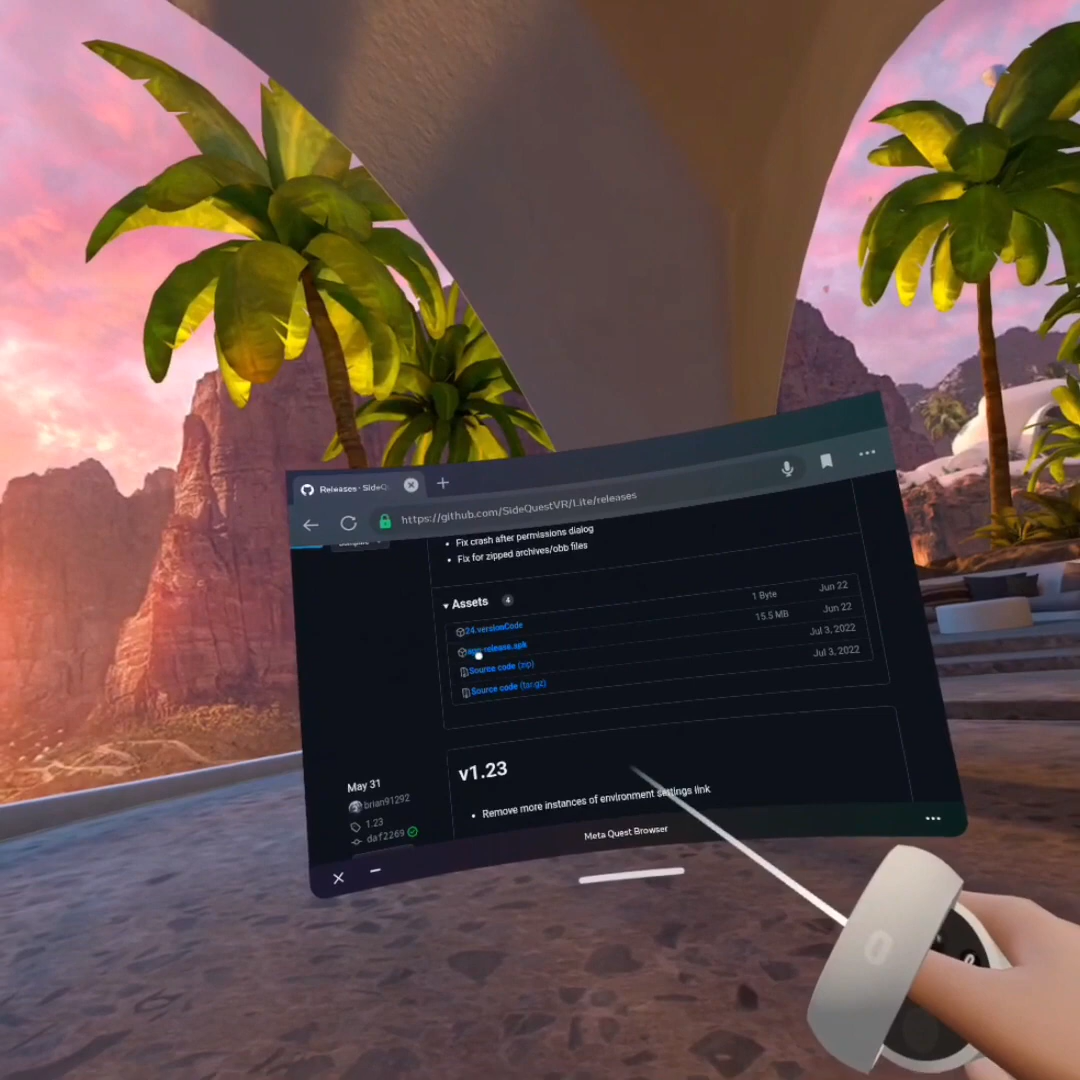 Releases · SideQ
https://github.com/SideQuestVR/Lite/releases
• Fix crash after permissions dialog
• Fix for zipped archives/obb files
Assets 4
24.versionCode 1 Byte Jun 22
app-release.apk 15.5 MB Jun 22
Source code (zip) Jul 3, 2022
Source code (tar.gz) Jul 3, 2022
May 31
brian91292
1.23
daf2269
v1.23
• Remove more instances of environment settings link
Meta Quest Browser